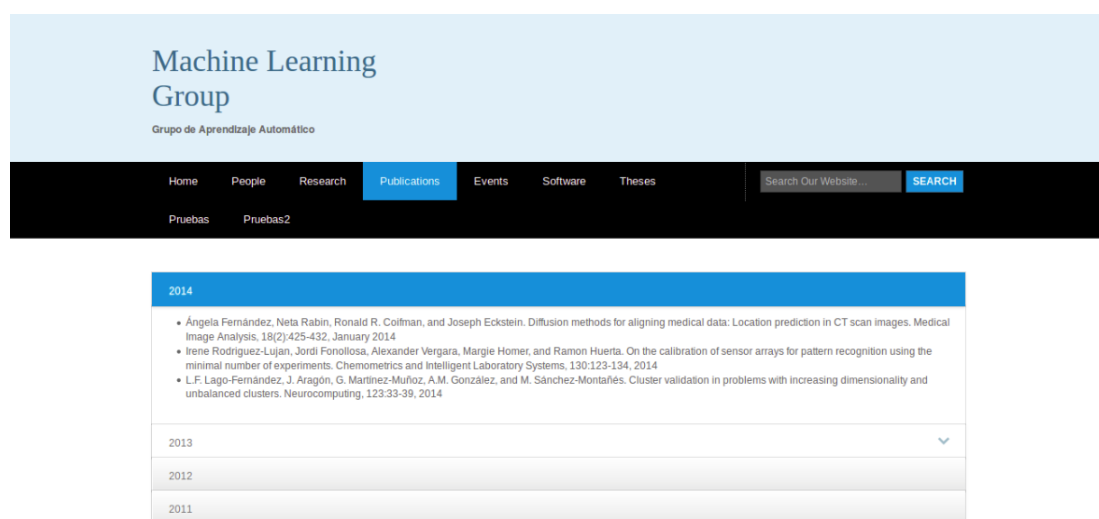 Machine Learning
Group
Grupo de Aprendizaje Automático
Home People Research Publications Events Software Theses Search Our Website... SEARCH
Pruebas Pruebas2
2014
Ángela Fernández, Neta Rabin, Ronald R. Coifman, and Joseph Eckstein. Diffusion methods for aligning medical data: Location prediction in CT scan images. Medical
Image Analysis, 18(2):425-432, January 2014
Irene Rodriguez-Lujan, Jordi Fonollosa, Alexander Vergara, Margie Homer, and Ramon Huerta. On the calibration of sensor arrays for pattern recognition using the
minimal number of experiments. Chemometrics and Intelligent Laboratory Systems, 130:123-134, 2014
L.F. Lago-Fernández, J. Aragón, G. Martínez-Muñoz, A.M. González, and M. Sánchez-Montañés. Cluster validation in problems with increasing dimensionality and
unbalanced clusters. Neurocomputing, 123:33-39, 2014
2013
2012
2011